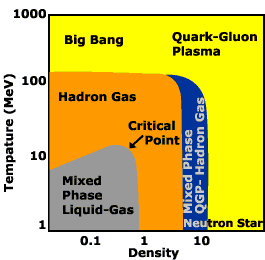 1000
100
10
1
Tempature (MeV)
Big Bang
Quark-Gluon
Plasma
Hadron Gas
Critical
Point
Mixed
Phase
Liquid-Gas
Mixed Phase
QGP- Hadron Gas
Neutron Star
0.1
1
10
Density